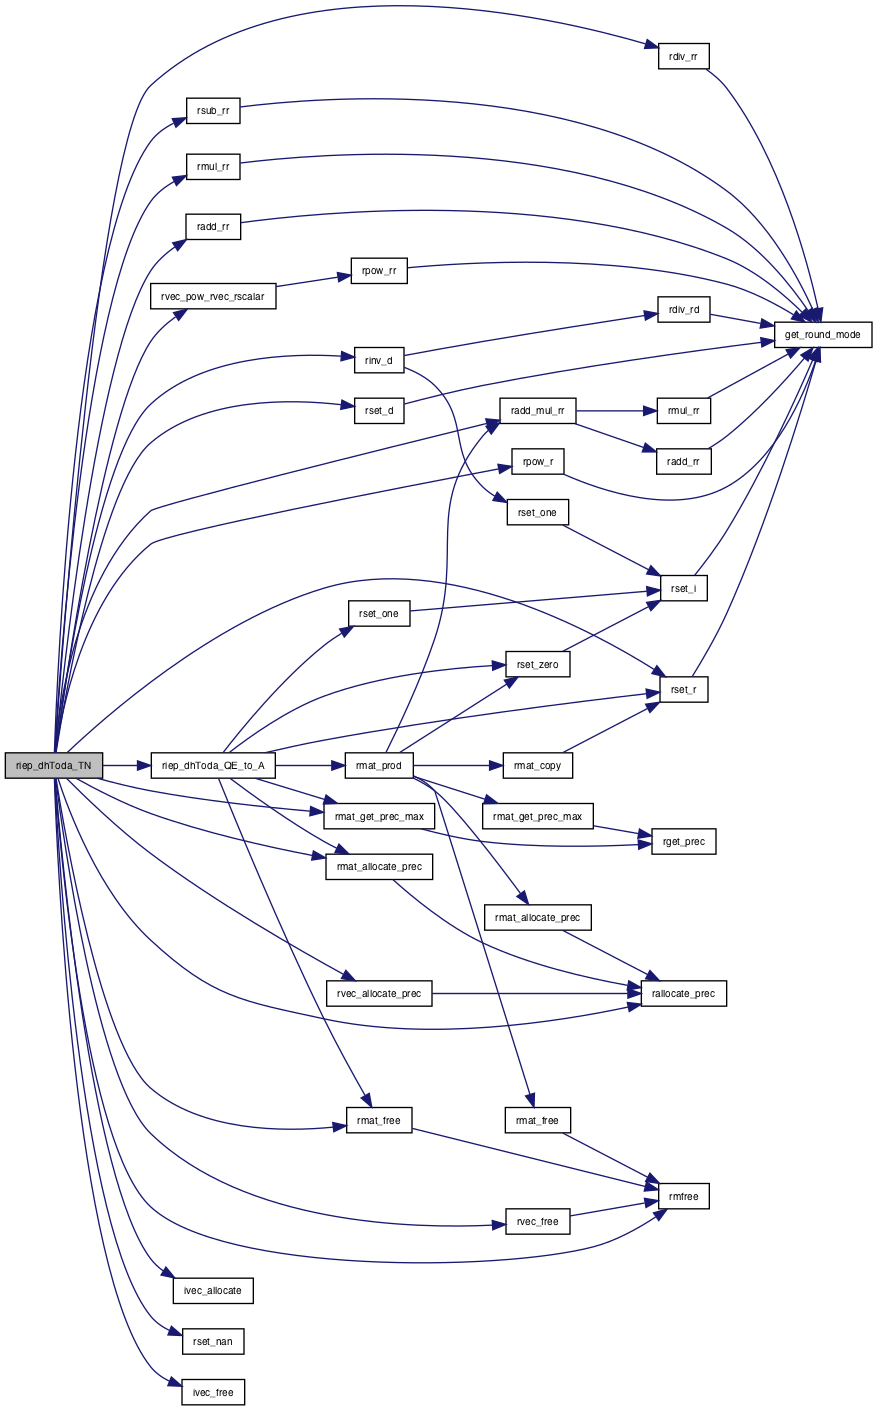 rdiv_rr
rsub_rr
rmul_rr
radd_rr
rpow_rr
rvec_pow_rvec_rscalar
rdiv_rd
get_round_mode
rinv_d
rset_d
radd_mul_rr
rmul_rr
rpow_r
radd_rr
rset_one
rset_i
rset_one
rset_zero
rset_r
riep_dhToda_TN
riep_dhToda_QE_to_A
rmat_prod
rmat_copy
rmat_get_prec_max
rmat_get_prec_max
rget_prec
rmat_allocate_prec
rmat_allocate_prec
rvec_allocate_prec
rallocate_prec
rmat_free
rmat_free
rmfree
rvec_free
ivec_allocate
rset_nan
ivec_free